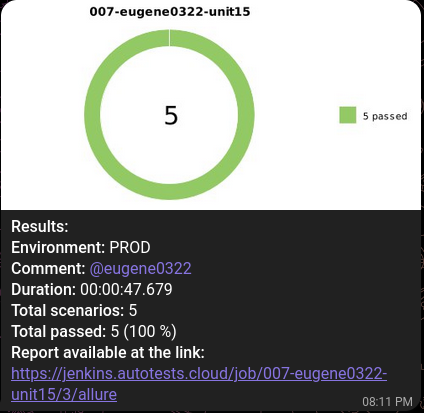 007-eugene0322-unit15
5
5 passed
Results:
Environment: PROD
Comment: @eugene0322
Duration: 00:00:47.679
Total scenarios: 5
Total passed: 5 (100 %)
Report available at the link:
https://jenkins.autotests.cloud/job/007-eugene0322-
unit15/3/allure
08:11 PM